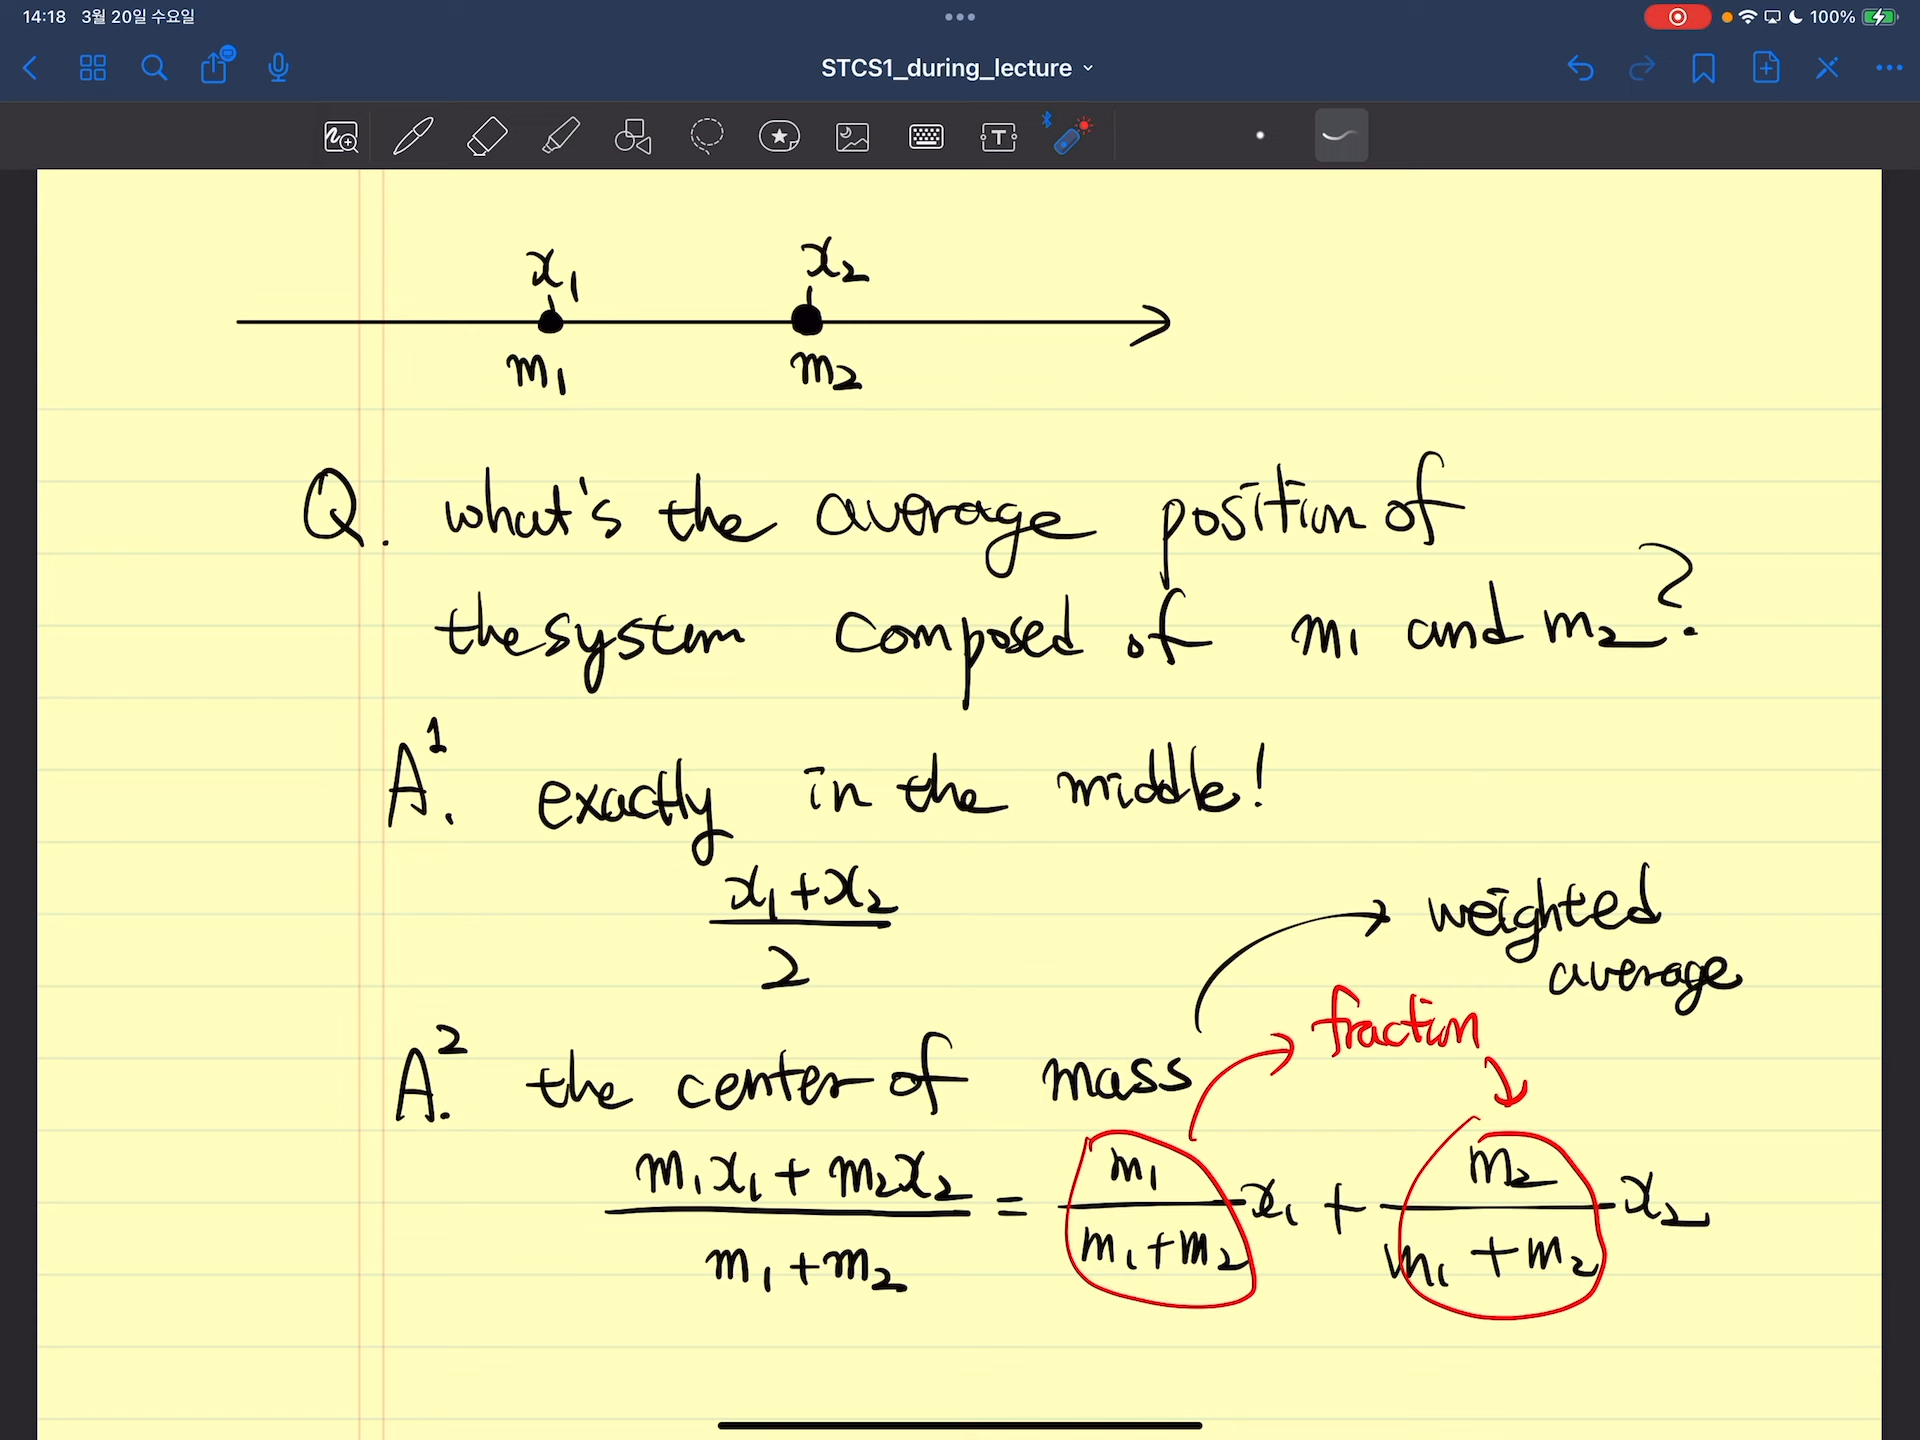 14:18 3월 20일 수요일
100%
STCS1_during_lecture
T
x₁ x₂
m₁ m₂
Q. what's the average position of
the system composed of m₁ and m₂?
A¹. exactly in the middle!
(x₁+x₂)/2
weighted
average
fraction
A². the center of mass
(m₁x₁ + m₂x₂)/(m₁+m₂) = m₁/(m₁+m₂) x₁ + m₂/(m₁+m₂) x₂